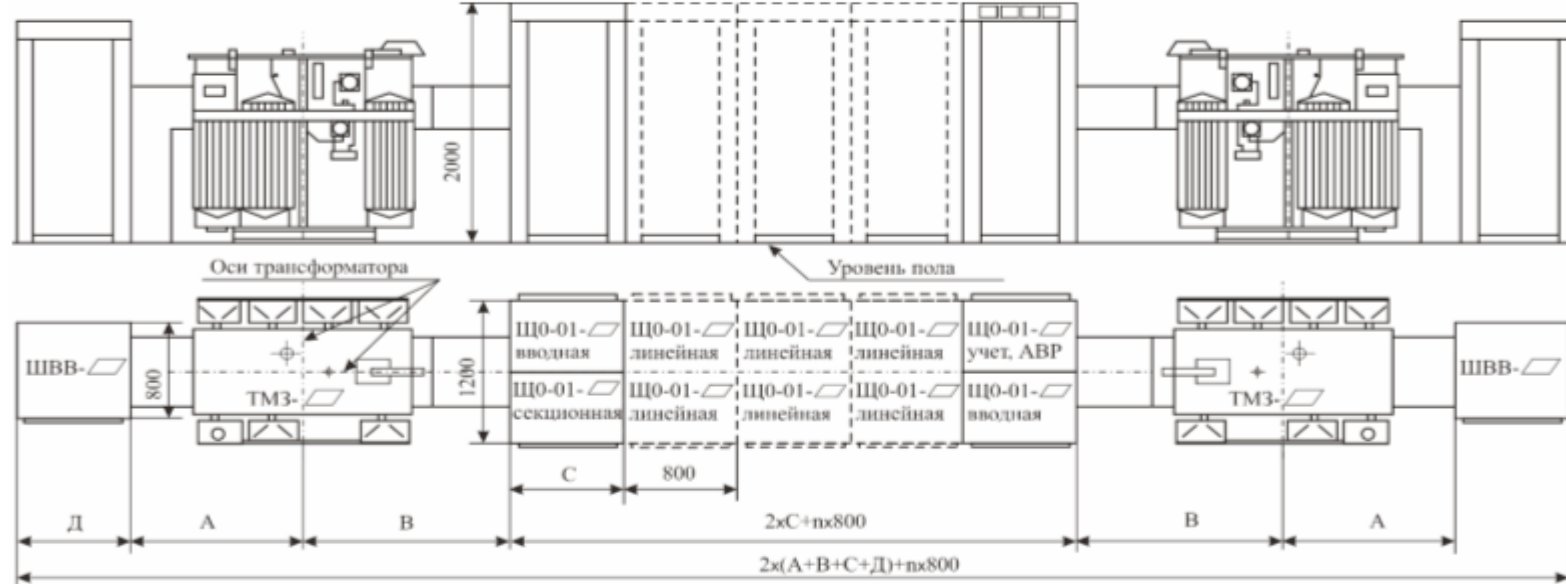 2000
Оси трансформатора
Уровень пола
ШВВ-
800
ТМЗ-
1200
ЩО-01-
вводная
ЩО-01-
линейная
ЩО-01-
линейная
ЩО-01-
линейная
ЩО-01-
учет, АВР
ЩО-01-
секционная
ЩО-01-
линейная
ЩО-01-
линейная
ЩО-01-
линейная
ЩО-01-
вводная
ТМЗ-
ШВВ-
С
800
Д
А
В
2хС+nх800
В
А
2х(А+В+С+Д)+nх800